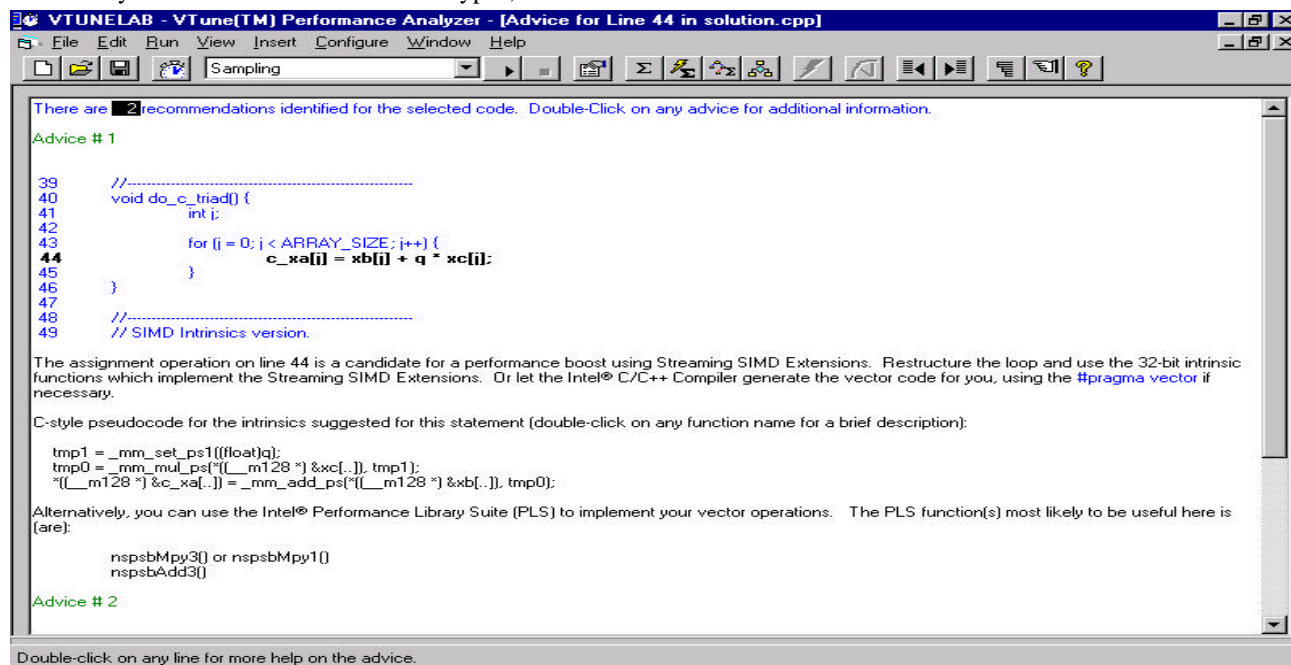 VTUNELAB - VTune(TM) Performance Analyzer - [Advice for Line 44 in solution.cpp]
File Edit Run View Insert Configure Window Help
Sampling
There are 2 recommendations identified for the selected code. Double-Click on any advice for additional information.
Advice # 1
39 //----------------------------------------------------------
40 void do_c_triad() {
41 int j;
42
43 for (j = 0; j < ARRAY_SIZE; j++) {
44 c_xa[j] = xb[j] + q * xc[j];
45 }
46 }
47
48 //----------------------------------------------------------
49 // SIMD Intrinsics version.
The assignment operation on line 44 is a candidate for a performance boost using Streaming SIMD Extensions. Restructure the loop and use the 32-bit intrinsic
functions which implement the Streaming SIMD Extensions. Or let the Intel® C/C++ Compiler generate the vector code for you, using the #pragma vector if
necessary.
C-style pseudocode for the intrinsics suggested for this statement (double-click on any function name for a brief description):
tmp1 = _mm_set_ps1((float)q);
tmp0 = _mm_mul_ps(*((__m128 *) &xc[..]), tmp1);
*((__m128 *) &c_xa[..]) = _mm_add_ps(*((__m128 *) &xb[..]), tmp0);
Alternatively, you can use the Intel® Performance Library Suite (PLS) to implement your vector operations. The PLS function(s) most likely to be useful here is
(are):
nspsbMpy3() or nspsbMpy1()
nspsbAdd3()
Advice # 2
Double-click on any line for more help on the advice.